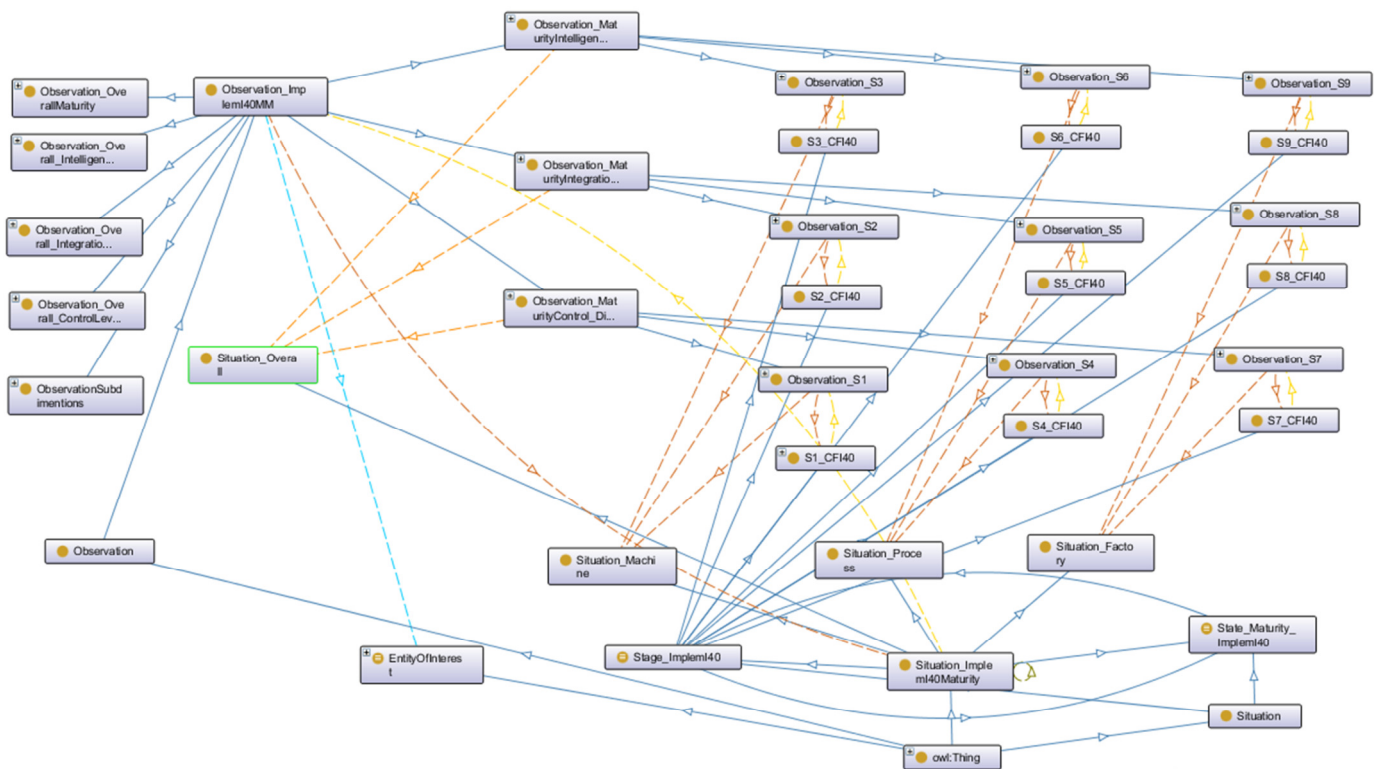 Observation_Mat
urityIntelligen...
Observation_Ove
rallMaturity
Observation_Imp
lemI40MM
Observation_S3
Observation_S6
Observation_S9
Observation_Ove
rall_Intelligen...
S3_CFI40
S6_CFI40
S9_CFI40
Observation_Mat
urityIntegratio...
Observation_Ove
rall_Integratio...
Observation_S2
Observation_S5
Observation_S8
S2_CFI40
S5_CFI40
S8_CFI40
Observation_Ove
rall_ControlLev...
Observation_Mat
urityControl_Di...
Situation_Overa
ll
Observation_S1
Observation_S4
Observation_S7
ObservationSubd
imentions
S1_CFI40
S4_CFI40
S7_CFI40
Observation
Situation_Machi
ne
Situation_Proce
ss
Situation_Facto
ry
EntityOfInteres
t
Stage_ImplemI40
Situation_Imple
mI40Maturity
State_Maturity_
ImplemI40
Situation
owl:Thing